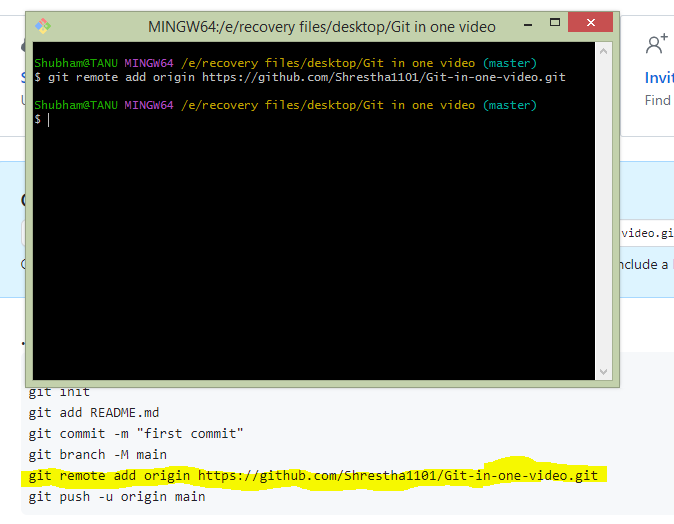 MINGW64:/e/recovery files/desktop/Git in one video
Shubham@TANU MINGW64 /e/recovery files/desktop/Git in one video (master)
$ git remote add origin https://github.com/Shrestha1101/Git-in-one-video.git
Shubham@TANU MINGW64 /e/recovery files/desktop/Git in one video (master)
$
Invit
Find
video.gi
nclude a
git init
git add README.md
git commit -m "first commit"
git branch -M main
git remote add origin https://github.com/Shrestha1101/Git-in-one-video.git
git push -u origin main